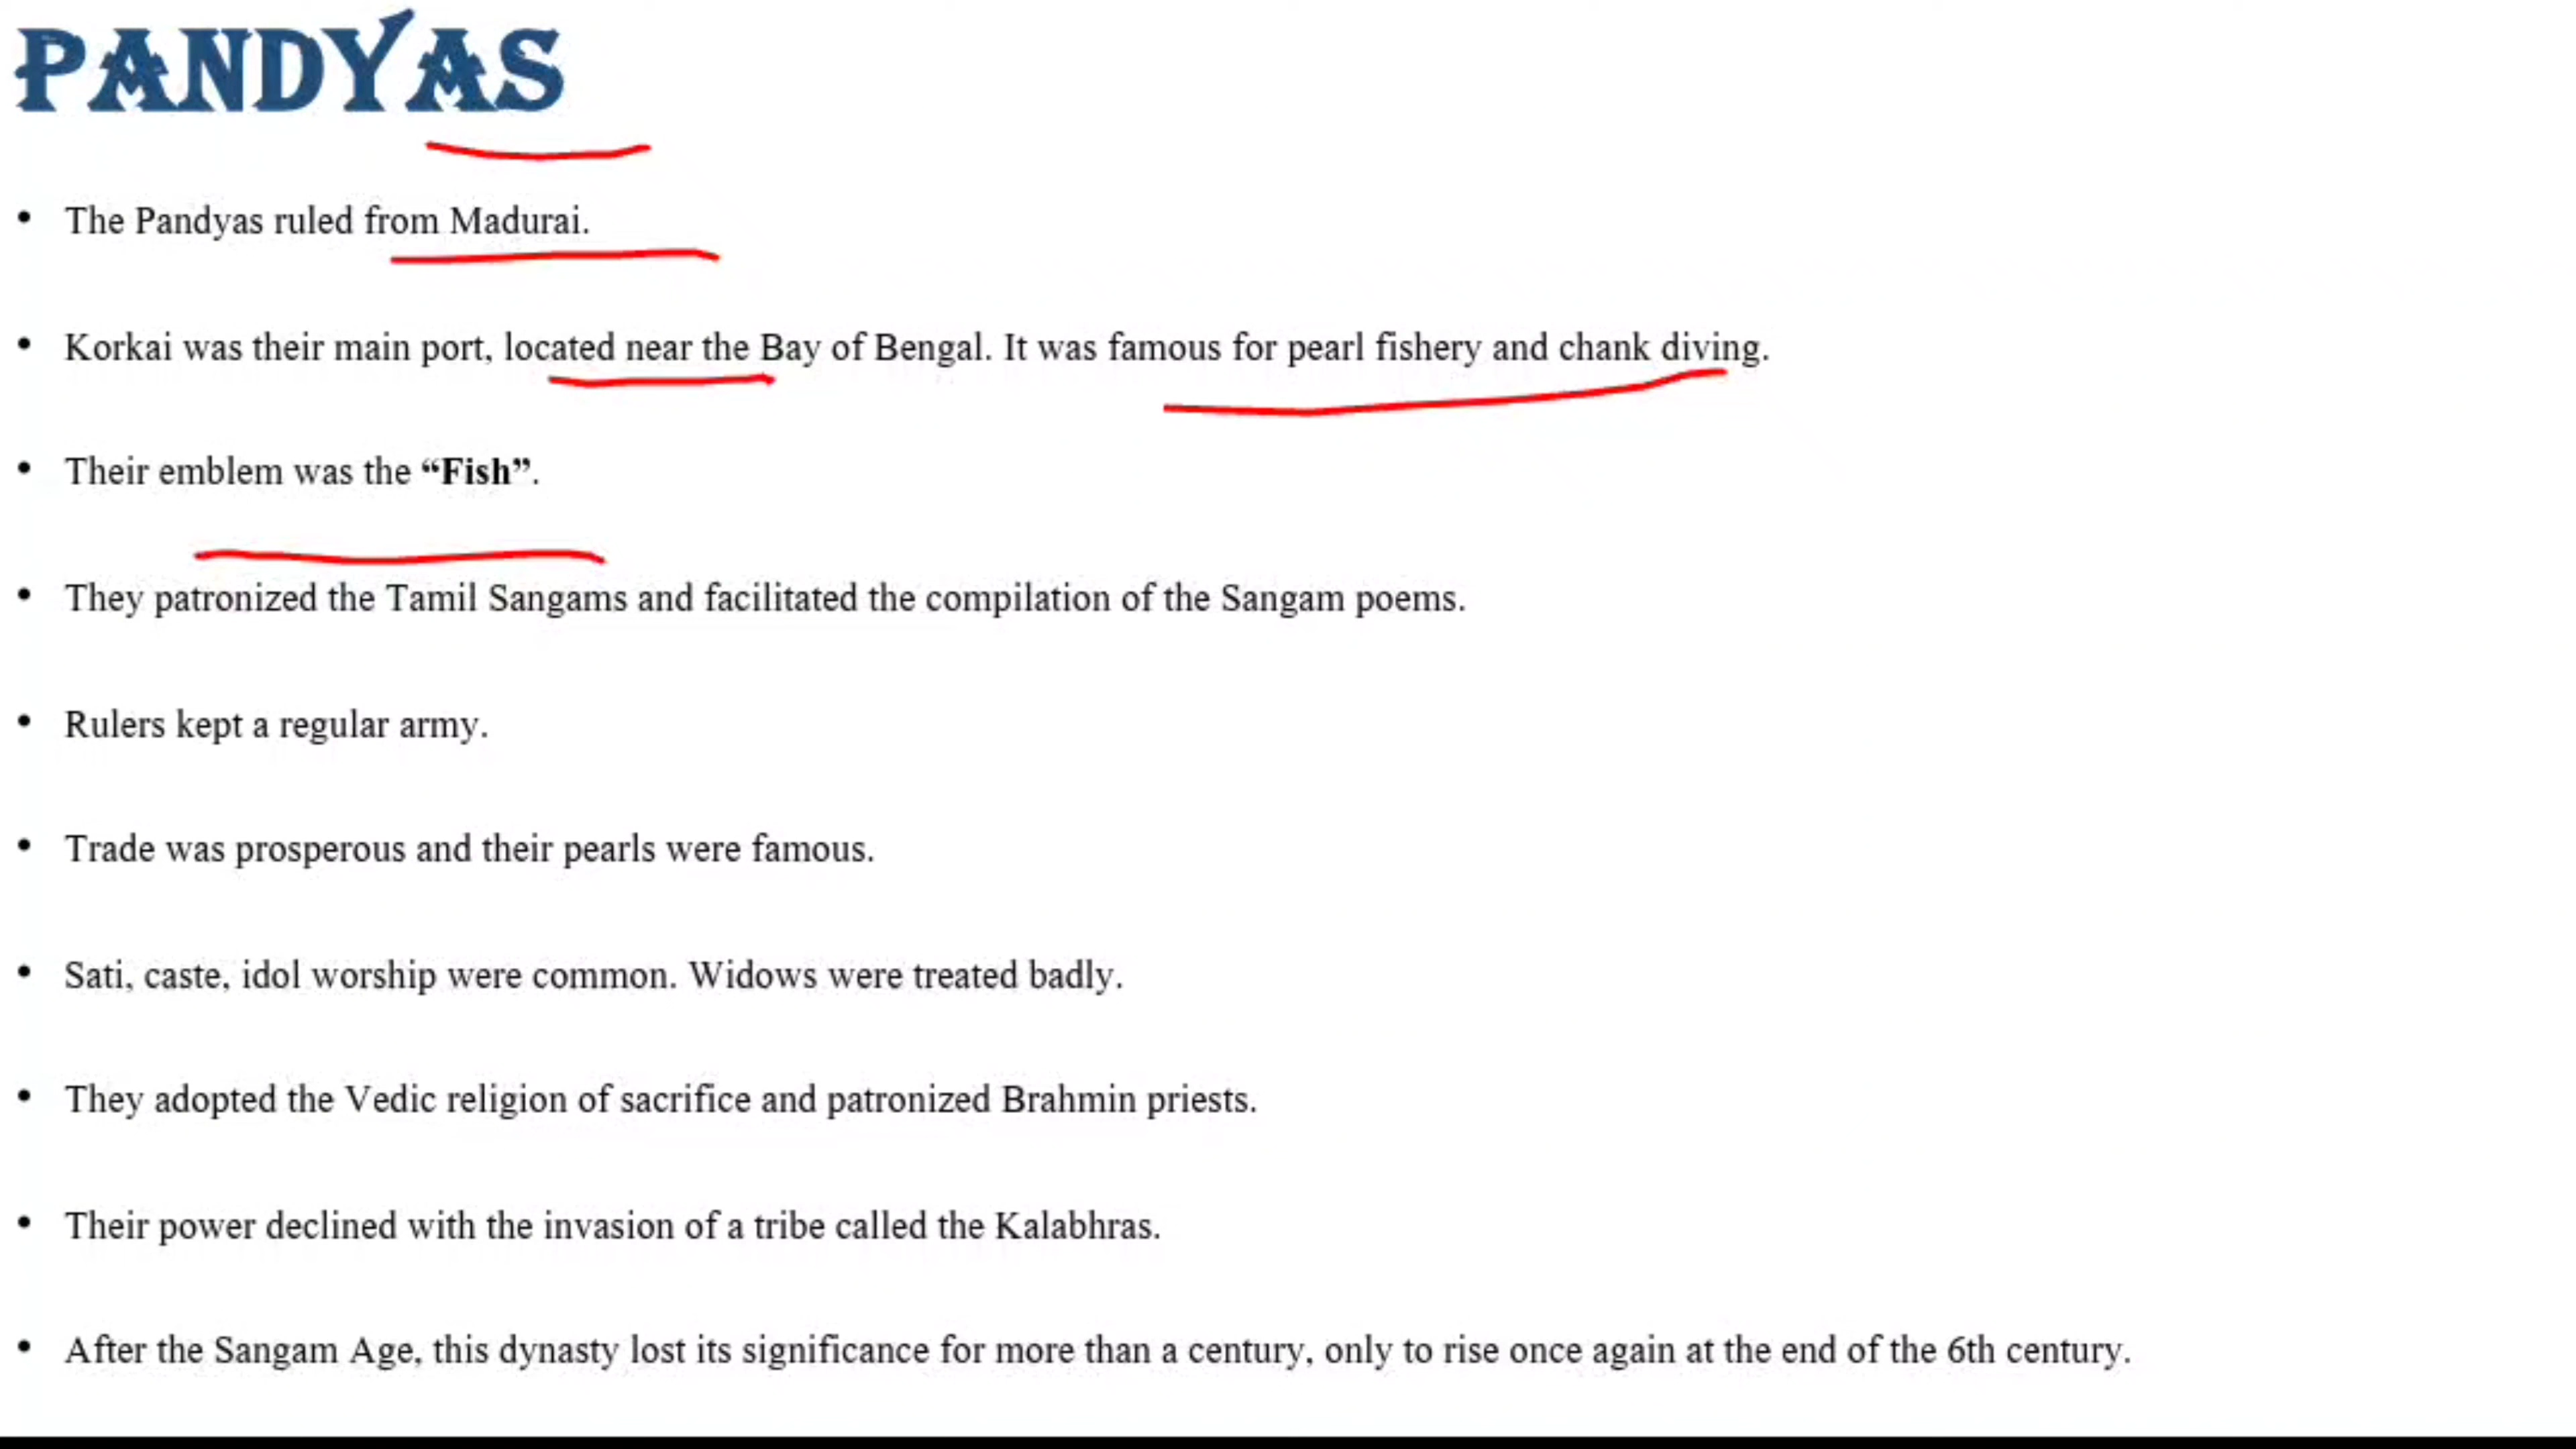 PANDYAS
• The Pandyas ruled from Madurai.
• Korkai was their main port, located near the Bay of Bengal. It was famous for pearl fishery and chank diving.
• Their emblem was the “Fish”.
• They patronized the Tamil Sangams and facilitated the compilation of the Sangam poems.
• Rulers kept a regular army.
• Trade was prosperous and their pearls were famous.
• Sati, caste, idol worship were common. Widows were treated badly.
• They adopted the Vedic religion of sacrifice and patronized Brahmin priests.
• Their power declined with the invasion of a tribe called the Kalabhras.
• After the Sangam Age, this dynasty lost its significance for more than a century, only to rise once again at the end of the 6th century.